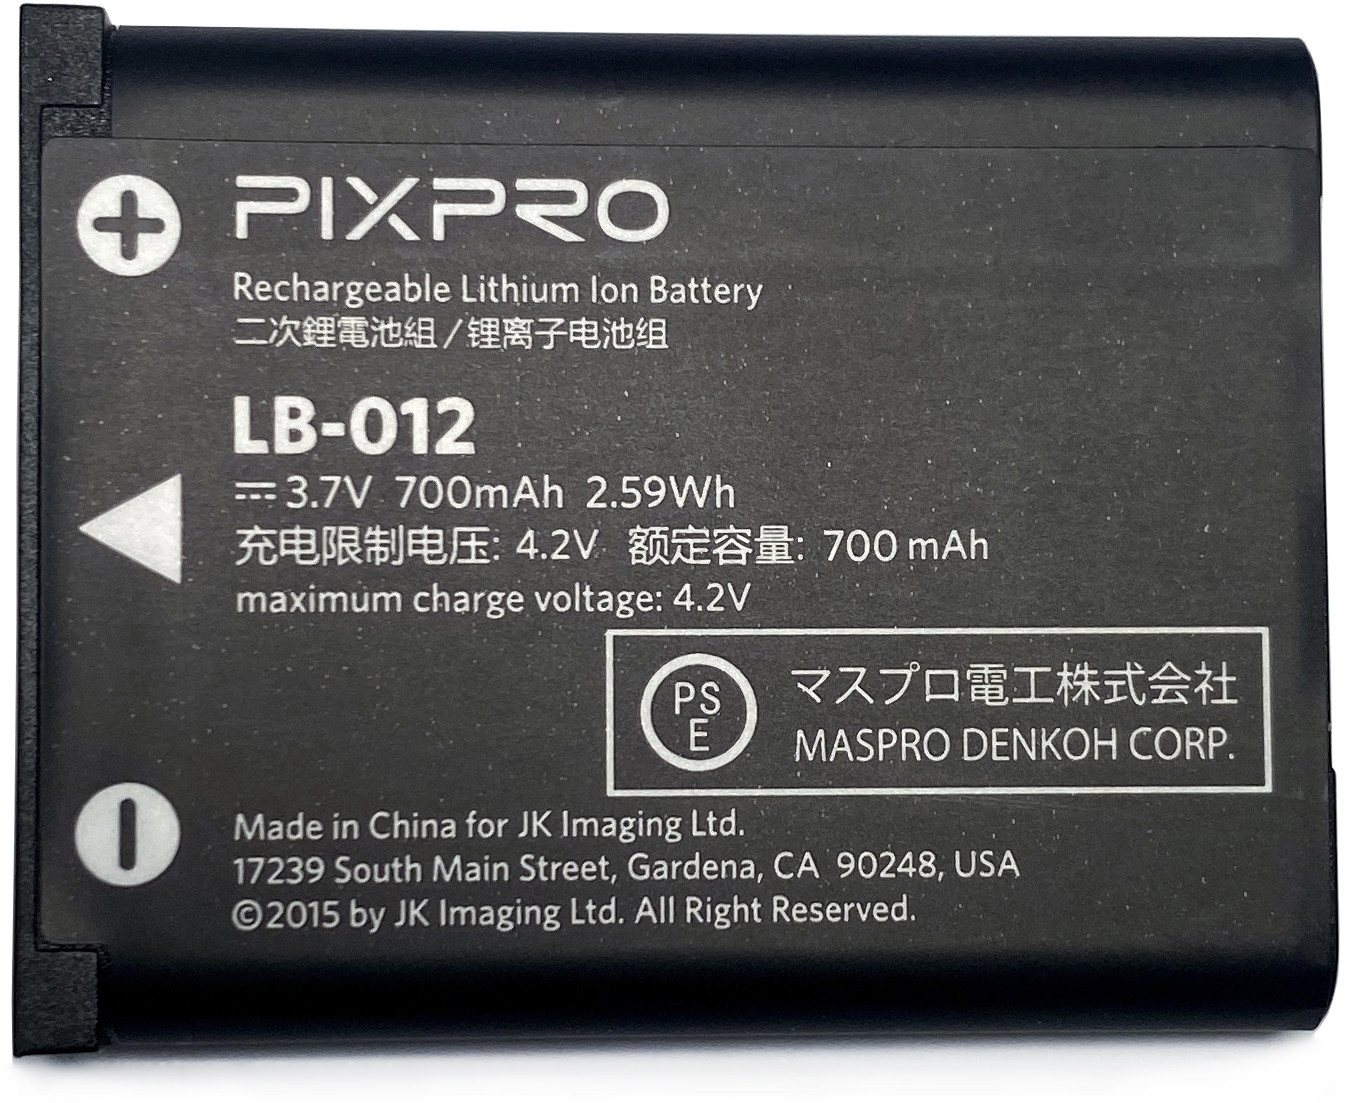 PIXPRO
Rechargeable Lithium Ion Battery
二次鋰電池組 / 锂离子电池组
LB-012
⎓ 3.7V 700mAh 2.59Wh
充电限制电压: 4.2V 额定容量: 700 mAh
maximum charge voltage: 4.2V
PS
E
マスプロ電工株式会社
MASPRO DENKOH CORP.
Made in China for JK Imaging Ltd.
17239 South Main Street, Gardena, CA 90248, USA
©2015 by JK Imaging Ltd. All Right Reserved.